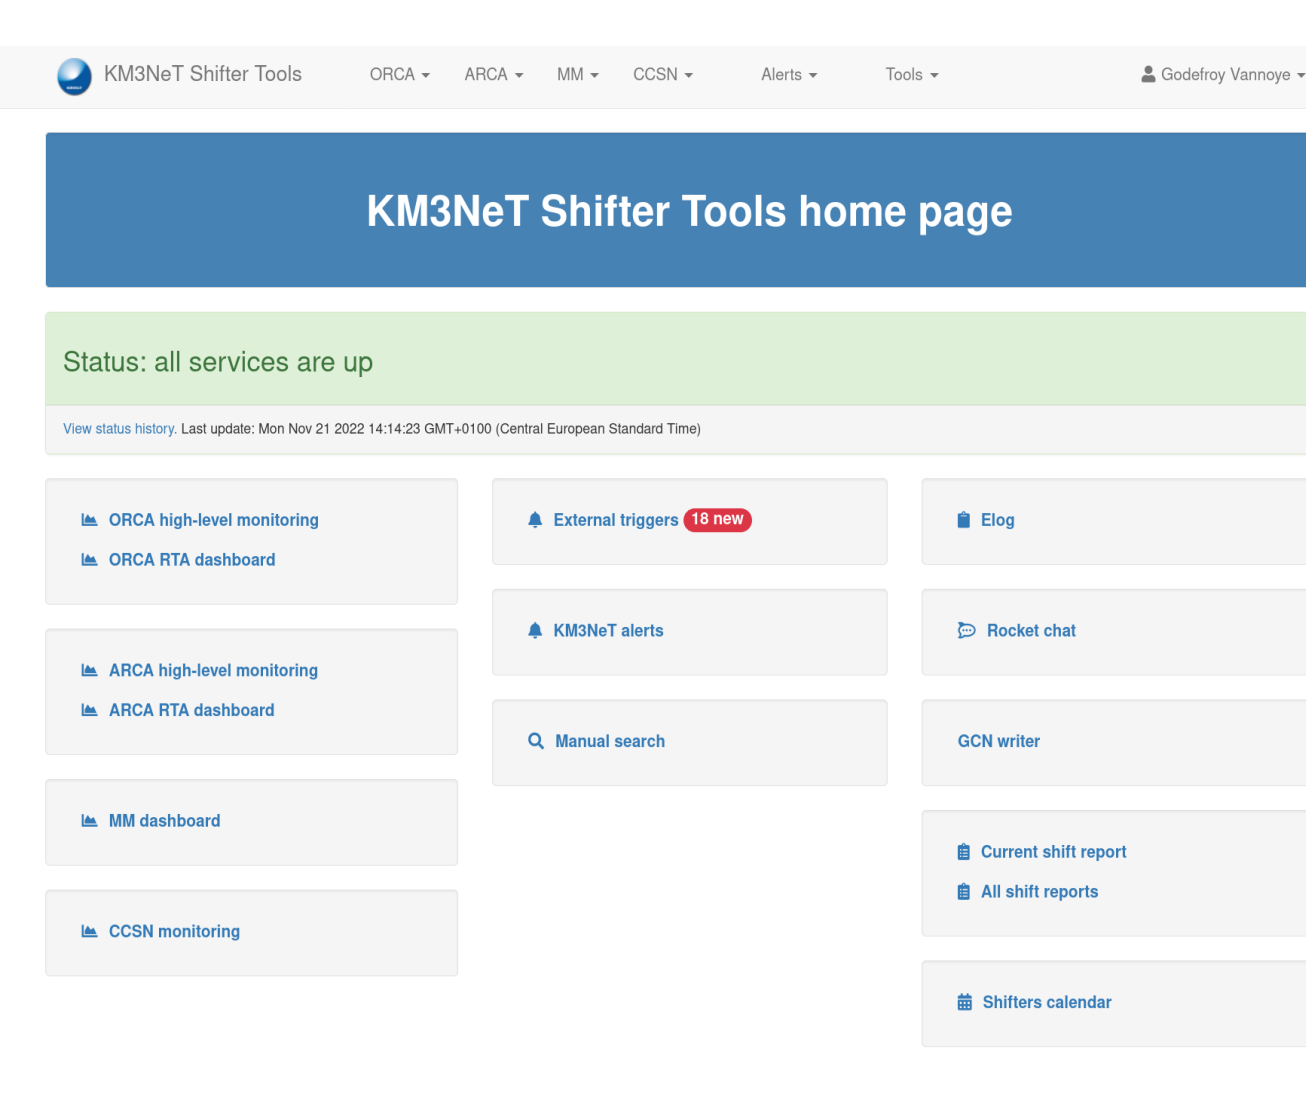 KM3NeT Shifter Tools ORCA ARCA MM CCSN Alerts Tools Godefroy Vannoye
KM3NeT Shifter Tools home page
Status: all services are up
View status history. Last update: Mon Nov 21 2022 14:14:23 GMT+0100 (Central European Standard Time)
ORCA high-level monitoring
ORCA RTA dashboard
ARCA high-level monitoring
ARCA RTA dashboard
MM dashboard
CCSN monitoring
External triggers 18 new
KM3NeT alerts
Manual search
Elog
Rocket chat
GCN writer
Current shift report
All shift reports
Shifters calendar